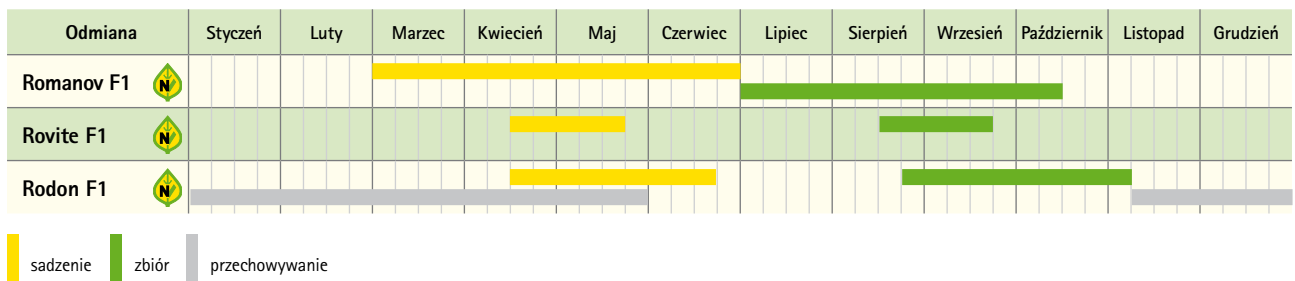 Odmiana Styczeń Luty Marzec Kwiecień Maj Czerwiec Lipiec Sierpień Wrzesień Październik Listopad Grudzień
Romanov F1 N
Rovite F1 N
Rodon F1 N
sadzenie zbiór przechowywanie